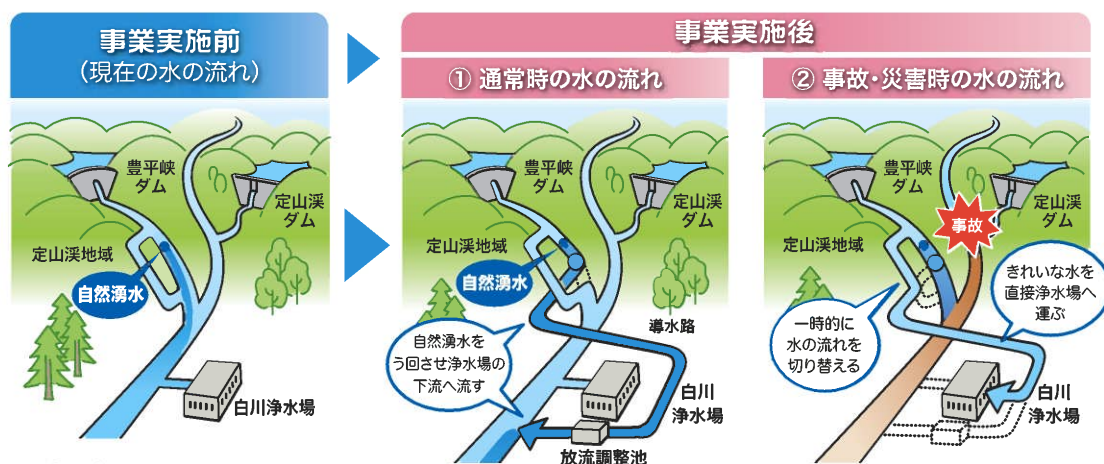 事業実施前
（現在の水の流れ）
豊平峡
ダム
定山渓
ダム
定山渓地域
自然湧水
白川浄水場
事業実施後
① 通常時の水の流れ
豊平峡
ダム
定山渓
ダム
定山渓地域
自然湧水
導水路
自然湧水を
う回させ浄水場の
下流へ流す
白川
浄水場
放流調整池
② 事故・災害時の水の流れ
豊平峡
ダム
定山渓
ダム
事故
定山渓地域
きれいな水を
直接浄水場へ
運ぶ
一時的に
水の流れを
切り替える
白川
浄水場